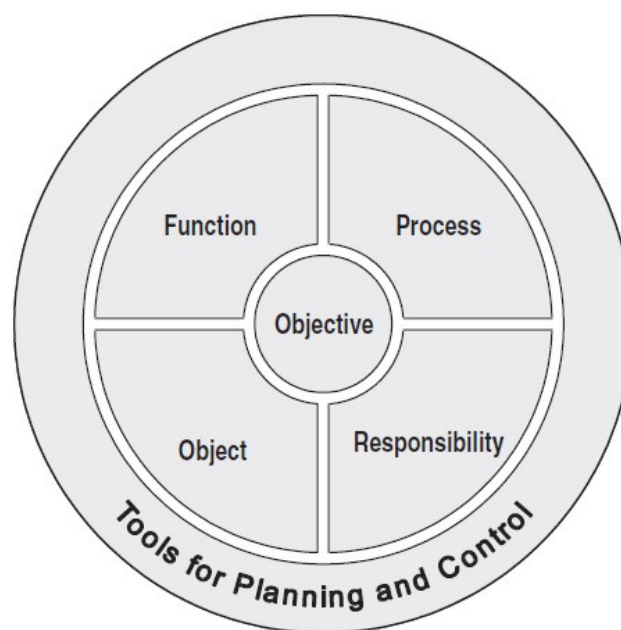 Function
Process
Objective
Object
Responsibility
Tools for Planning and Control